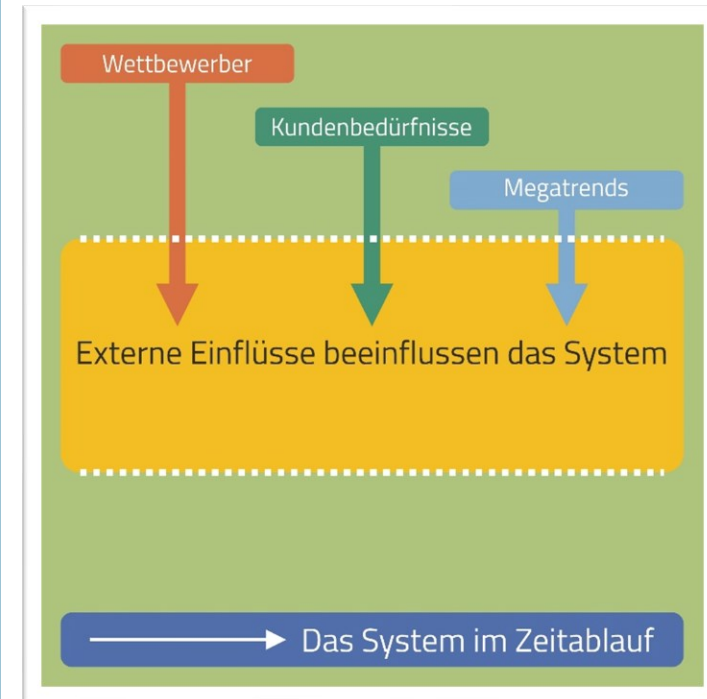 Wettbewerber
Kundenbedürfnisse
Megatrends
Externe Einflüsse beeinflussen das System
Das System im Zeitablauf